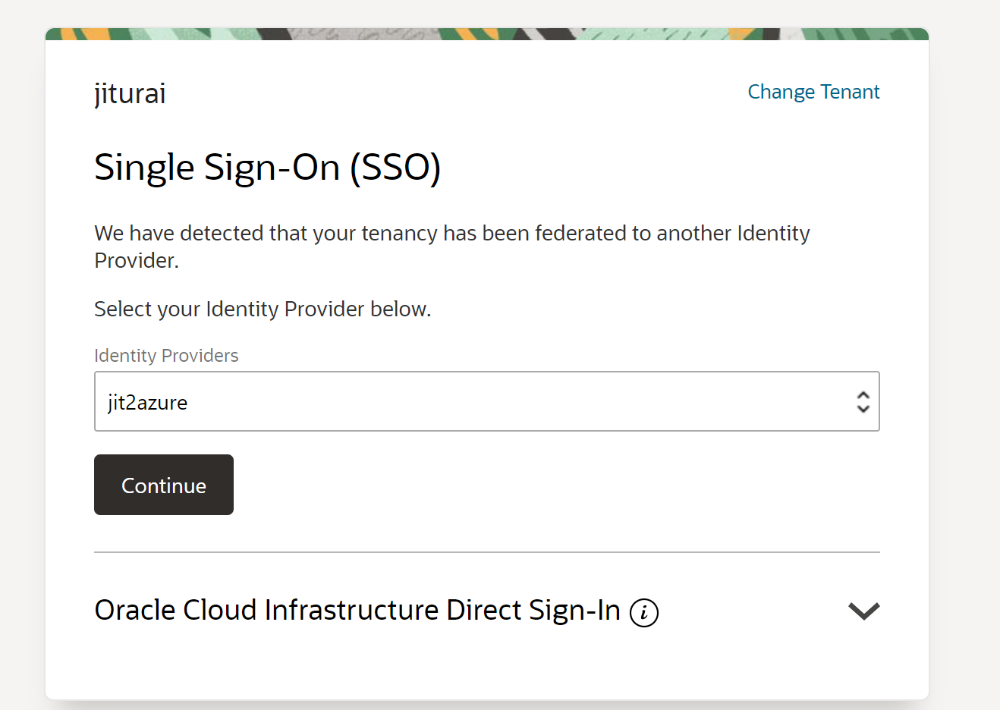 jiturai
Change Tenant
Single Sign-On (SSO)
We have detected that your tenancy has been federated to another Identity
Provider.
Select your Identity Provider below.
Identity Providers
jit2azure
Continue
Oracle Cloud Infrastructure Direct Sign-In i